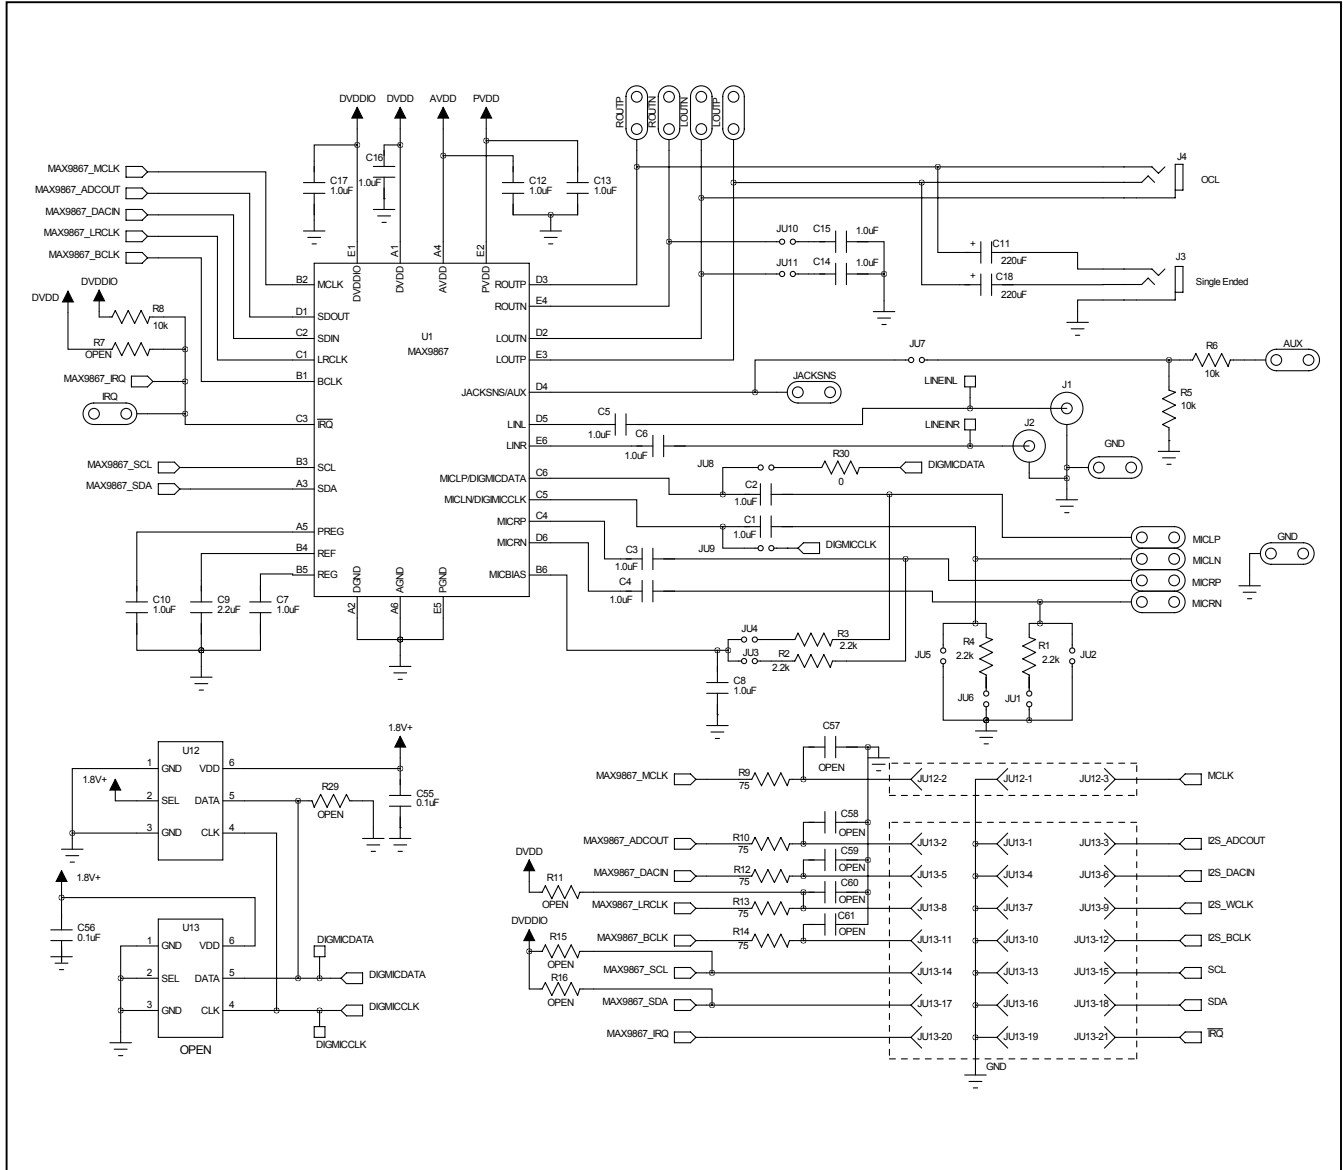 DVDDIO DVDD AVDD PVDD
ROUTP ROUTN LOUTN LOUTP
C17 1.0uF
C16 1.0uF
C12 1.0uF
C13 1.0uF
MAX9867_MCLK
MAX9867_ADCOUT
MAX9867_DACIN
MAX9867_LRCLK
MAX9867_BCLK
J4
OCL
JU10 C15 1.0uF
JU11 C14 1.0uF
+ C11 220uF
+ C18 220uF
J3
Single Ended
DVDD DVDDIO
R8 10k
R7 OPEN
MAX9867_IRQ
IRQ
MAX9867_SCL
MAX9867_SDA
E1 A1 A4 E2
DVDDIO DVDD AVDD PVDD
U1
MAX9867
B2 MCLK
D1 SDOUT
C2 SDIN
C1 LRCLK
B1 BCLK
C3 IRQ
B3 SCL
A3 SDA
A5 PREG
B4 REF
B5 REG
ROUTP D3
ROUTN E4
LOUTN D2
LOUTP E3
JACKSNS/AUX D4
LINL D5
LINR E6
MICLP/DIGMICDATA C6
MICLN/DIGIMICCLK C5
MICRP C4
MICRN D6
MICBIAS B6
DGND AGND PGND
A2 A6 E5
C10 1.0uF
C9 2.2uF
C7 1.0uF
JU7
R6 10k
AUX
R5 10k
JACKSNS
LINEINL
J1
C5 1.0uF
C6 1.0uF
LINEINR
J2
GND
JU8
R30 0
DIGMICDATA
C2 1.0uF
C1 1.0uF
JU9
DIGMICCLK
C3 1.0uF
C4 1.0uF
MICLP
MICLN
MICRP
MICRN
GND
JU4
R3 2.2k
JU3
R2 2.2k
C8 1.0uF
JU5
R4 2.2k
R1 2.2k
JU2
JU6
JU1
1.8V+
U12
1 GND VDD 6
2 SEL DATA 5
3 GND CLK 4
1.8V+
R29 OPEN
C55 0.1uF
1.8V+
C56 0.1uF
U13
1 GND VDD 6
2 SEL DATA 5
3 GND CLK 4
OPEN
DIGMICDATA
DIGMICDATA
DIGMICCLK
DIGMICCLK
C57 OPEN
MAX9867_MCLK R9 75 JU12-2 JU12-1 JU12-3 MCLK
C58 OPEN
MAX9867_ADCOUT R10 75 JU13-2 JU13-1 JU13-3 I2S_ADCOUT
C59 OPEN
DVDD
MAX9867_DACIN R12 75 JU13-5 JU13-4 JU13-6 I2S_DACIN
R11 OPEN
C60 OPEN
MAX9867_LRCLK R13 75 JU13-8 JU13-7 JU13-9 I2S_WCLK
C61 OPEN
DVDDIO
MAX9867_BCLK R14 75 JU13-11 JU13-10 JU13-12 I2S_BCLK
R15 OPEN
MAX9867_SCL JU13-14 JU13-13 JU13-15 SCL
R16 OPEN
MAX9867_SDA JU13-17 JU13-16 JU13-18 SDA
MAX9867_IRQ JU13-20 JU13-19 JU13-21 IRQ
GND